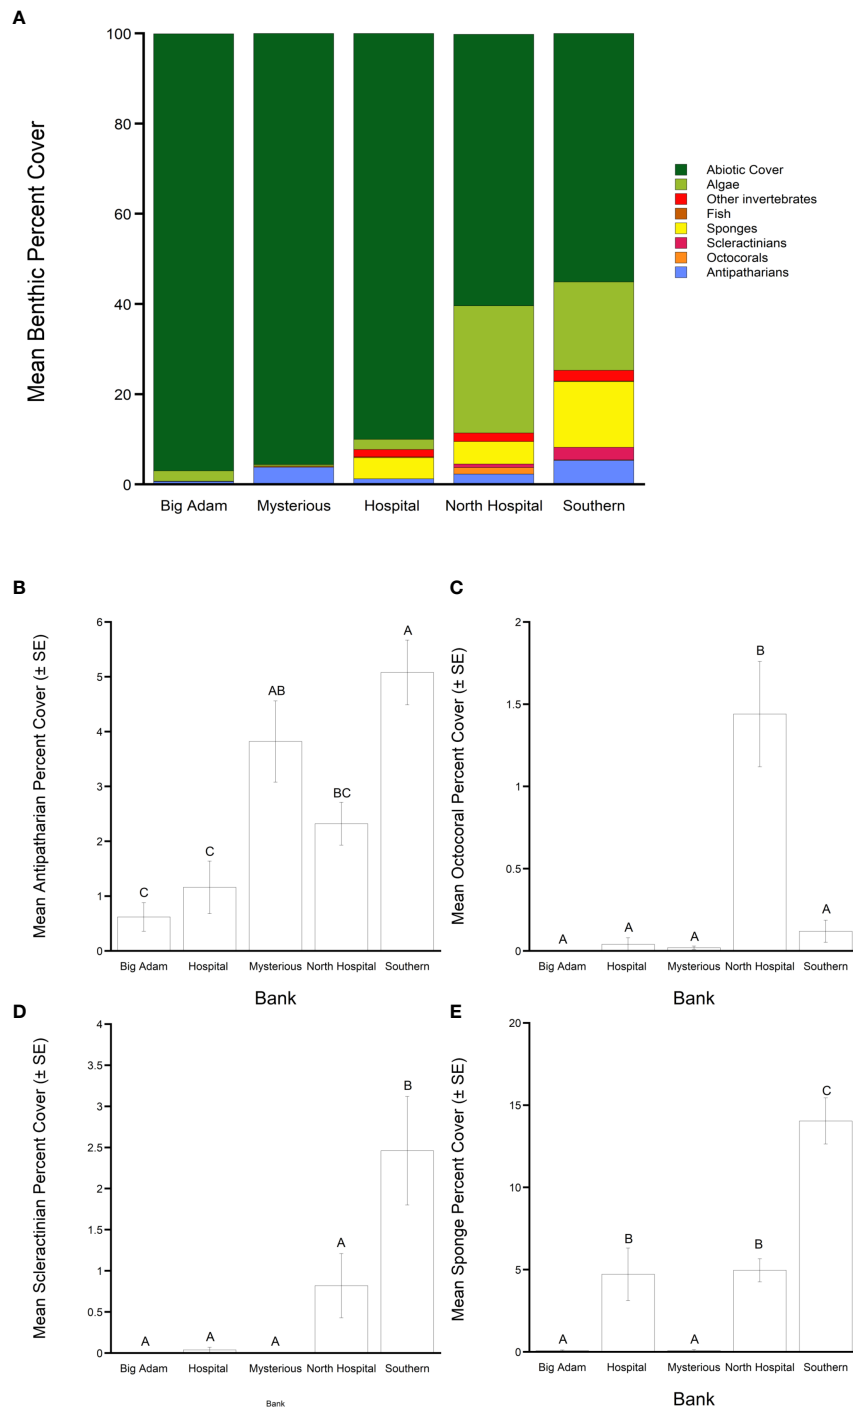 A
Mean Benthic Percent Cover
100
80
60
40
20
0
Big Adam Mysterious Hospital North Hospital Southern
Abiotic Cover
Algae
Other invertebrates
Fish
Sponges
Scleractinians
Octocorals
Antipatharians
B
Mean Antipatharian Percent Cover (± SE)
6
5
4
3
2
1
0
C
C
AB
BC
A
Big Adam Hospital Mysterious North Hospital Southern
Bank
C
Mean Octocoral Percent Cover (± SE)
2
1.5
1
0.5
0
A
A
A
B
A
Big Adam Hospital Mysterious North Hospital Southern
Bank
D
Mean Scleractinian Percent Cover (± SE)
4
3.5
3
2.5
2
1.5
1
0.5
0
A
A
A
A
B
Big Adam Hospital Mysterious North Hospital Southern
Bank
E
Mean Sponge Percent Cover (± SE)
20
15
10
5
0
A
B
A
B
C
Big Adam Hospital Mysterious North Hospital Southern
Bank